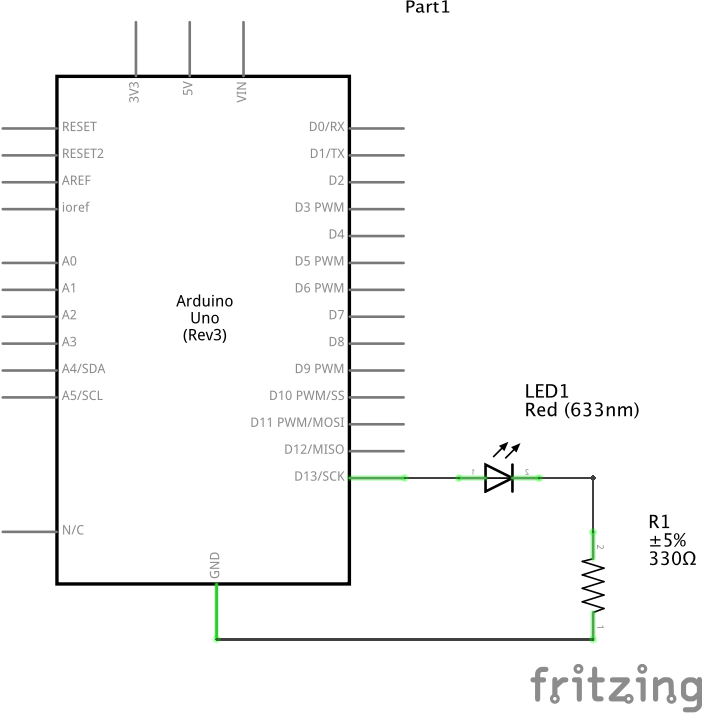 Part1
3V3
5V
VIN
RESET
RESET2
AREF
ioref
A0
A1
A2
A3
A4/SDA
A5/SCL
N/C
Arduino
Uno
(Rev3)
D0/RX
D1/TX
D2
D3 PWM
D4
D5 PWM
D6 PWM
D7
D8
D9 PWM
D10 PWM/SS
D11 PWM/MOSI
D12/MISO
D13/SCK
GND
LED1
Red (633nm)
1
2
R1
±5%
330Ω
2
1
fritzing